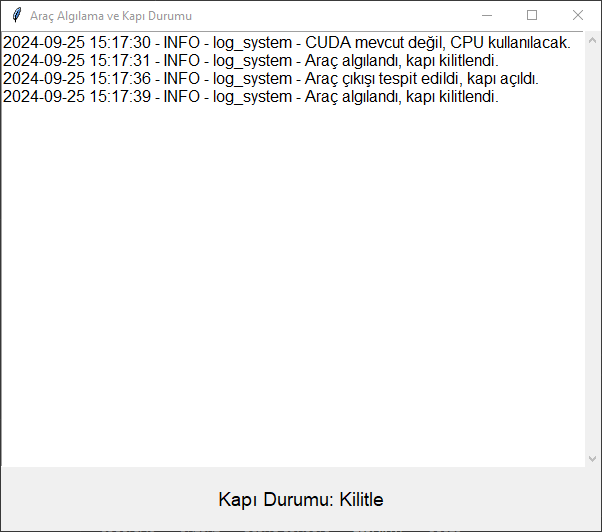 Araç Algılama ve Kapı Durumu
2024-09-25 15:17:30 - INFO - log_system - CUDA mevcut değil, CPU kullanılacak.
2024-09-25 15:17:31 - INFO - log_system - Araç algılandı, kapı kilitlendi.
2024-09-25 15:17:36 - INFO - log_system - Araç çıkışı tespit edildi, kapı açıldı.
2024-09-25 15:17:39 - INFO - log_system - Araç algılandı, kapı kilitlendi.
Kapı Durumu: Kilitle